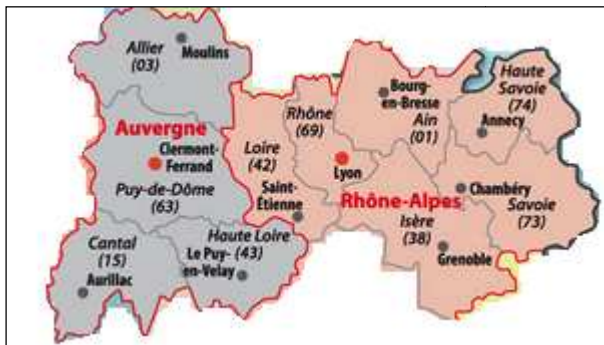 Allier
(03)
Moulins
Auvergne
Clermont-
Ferrand
Puy-de-Dôme
(63)
Cantal
(15)
Aurillac
Haute Loire
(43)
Le Puy-
en-Velay
Loire
(42)
Saint-
Étienne
Rhône
(69)
Lyon
Bourg-
en-Bresse
Ain
(01)
Haute
Savoie
(74)
Annecy
Rhône-Alpes
Chambéry
Savoie
(73)
Isère
(38)
Grenoble